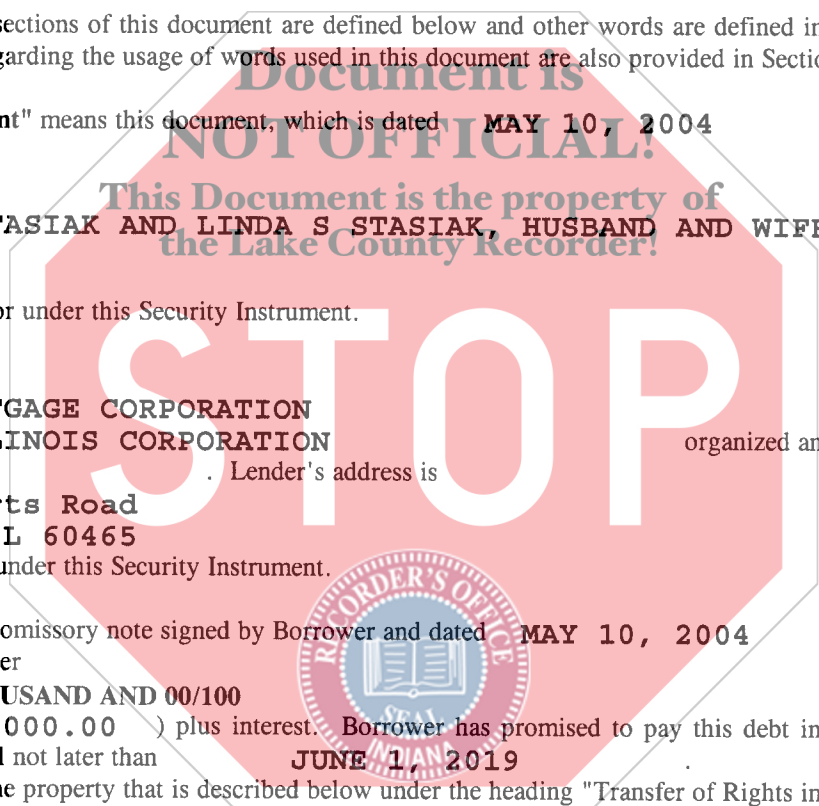 sections of this document are defined below and other words are defined in
garding the usage of words used in this document are also provided in Sectio
Document is
nt" means this document, which is dated MAY 10, 2004
NOT OFFICIAL!
This Document is the property of
TASIAK AND LINDA S STASIAK, HUSBAND AND WIFE
the Lake County Recorder!
or under this Security Instrument.
STOP
TGAGE CORPORATION
LINOIS CORPORATION organized an
. Lender's address is
rts Road
L 60465
under this Security Instrument.
RECORDER'S OFFICE
omissory note signed by Borrower and dated MAY 10, 2004
er
USAND AND 00/100
000.00 ) plus interest. Borrower has promised to pay this debt in
SEAL
d not later than JUNE 1, 2019 .
INDIANA
he property that is described below under the heading "Transfer of Rights in